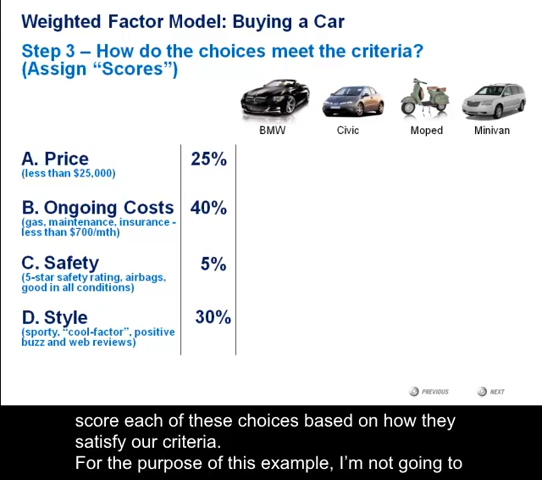 Weighted Factor Model: Buying a Car
Step 3 – How do the choices meet the criteria?
(Assign “Scores”)
BMW
Civic
Moped
Minivan
A. Price
25%
(less than $25,000)
B. Ongoing Costs
40%
(gas, maintenance, insurance -
less than $700/mth)
C. Safety
5%
(5-star safety rating, airbags,
good in all conditions)
D. Style
30%
(sporty, “cool-factor”, positive
buzz and web reviews)
PREVIOUS
NEXT
score each of these choices based on how they
satisfy our criteria.
For the purpose of this example, I’m not going to